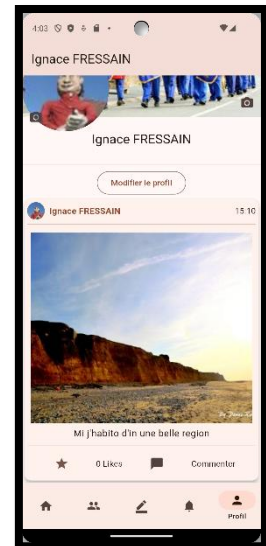 4:03
Ignace FRESSAIN
Ignace FRESSAIN
Modifier le profil
Ignace FRESSAIN 15:10
Mi j'habito d'in une belle region
0 Likes Commenter
Profil